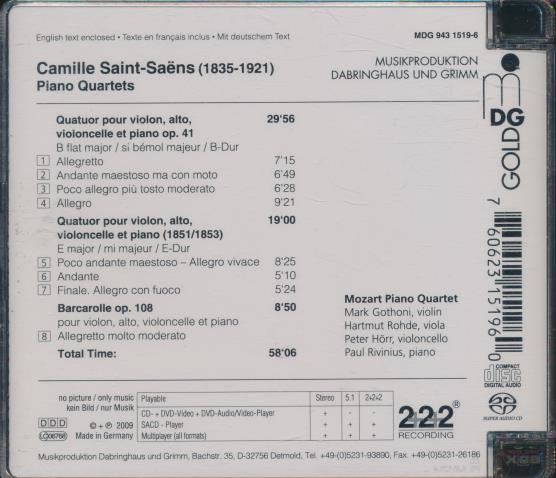 English text enclosed • Texte en français inclus • Mit deutschem Text
MDG 943 1519-6
Camille Saint-Saëns (1835-1921)
Piano Quartets
MUSIKPRODUKTION
DABRINGHAUS UND GRIMM
MDG
GOLD
Quatuor pour violon, alto,
violoncelle et piano op. 41 29'56
B flat major / si bémol majeur / B-Dur
1 Allegretto 7'15
2 Andante maestoso ma con moto 6'49
3 Poco allegro più tosto moderato 6'28
4 Allegro 9'21
Quatuor pour violon, alto, 19'00
violoncelle et piano (1851/1853)
E major / mi majeur / E-Dur
5 Poco andante maestoso – Allegro vivace 8'25
6 Andante 5'10
7 Finale. Allegro con fuoco 5'24
Barcarolle op. 108 8'50
pour violon, alto, violoncelle et piano
8 Allegretto molto moderato
Total Time: 58'06
Mozart Piano Quartet
Mark Gothoni, violin
Hartmut Rohde, viola
Peter Hörr, violoncello
Paul Rivinius, piano
7 60623 15196 0
COMPACT
disc
DIGITAL AUDIO
SUPER AUDIO CD
no picture / only music
kein Bild / nur Musik
DDD
LC06768
© + ℗ 2009
Made in Germany
Playable Stereo 5.1 2+2+2
CD- + DVD-Video + DVD-Audio/Video-Player + - -
SACD - Player + + +
Multiplayer (all formats) + + +
2+2+2®
RECORDING
Musikproduktion Dabringhaus und Grimm, Bachstr. 35, D-32756 Detmold, Tel. +49-(0)5231-93890, Fax. +49-(0)5231-26186